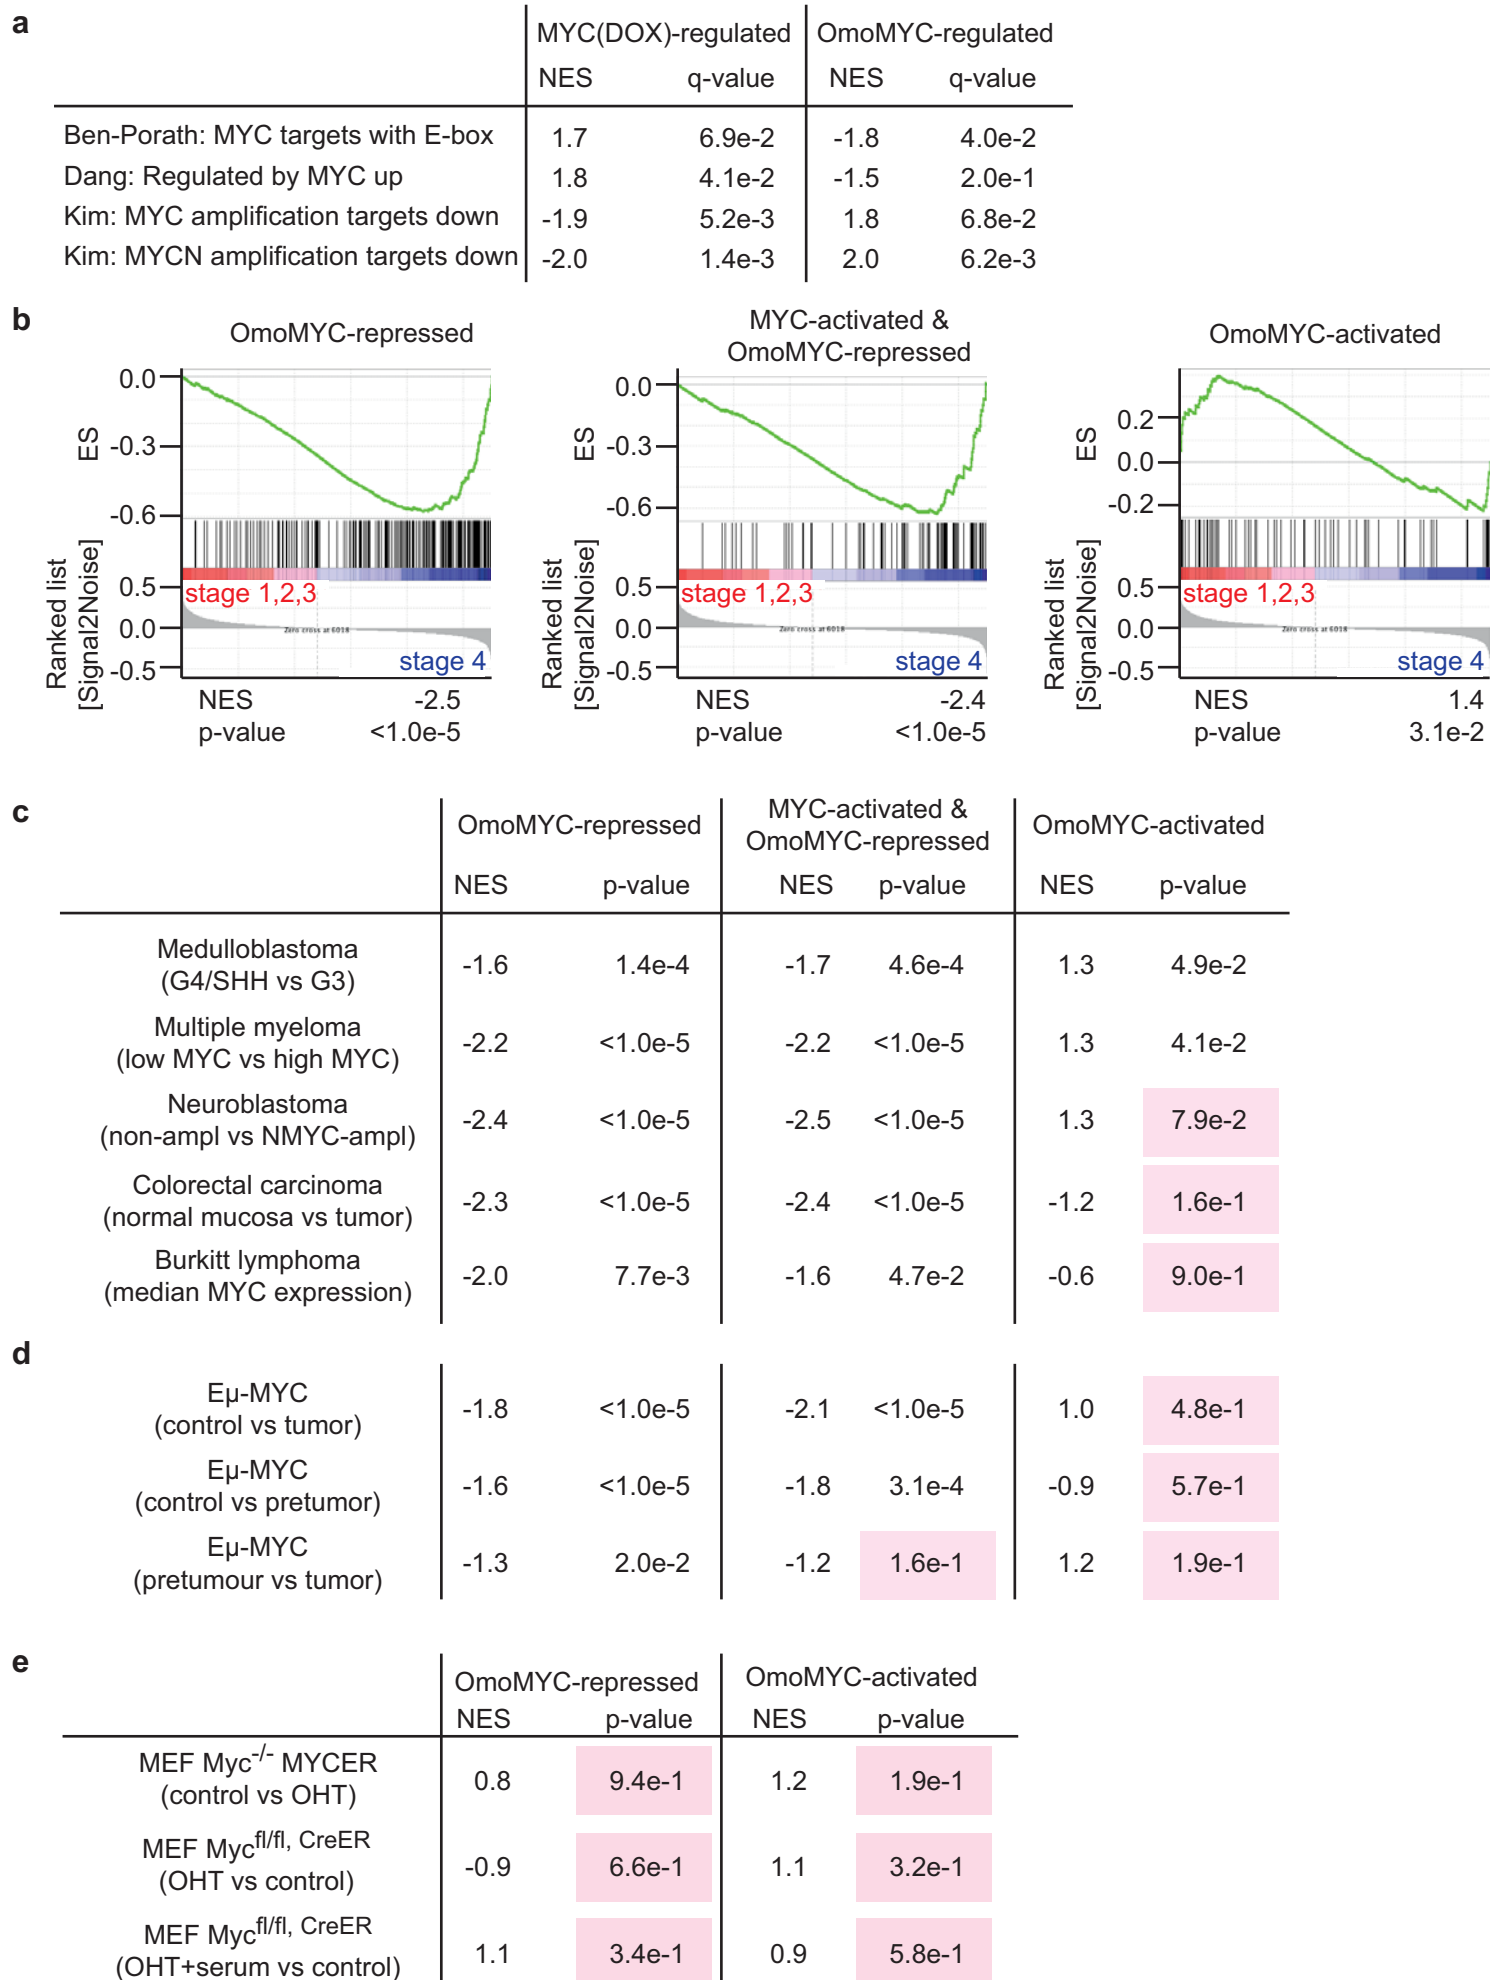 a
MYC(DOX)-regulated OmoMYC-regulated
NES q-value NES q-value
Ben-Porath: MYC targets with E-box 1.7 6.9e-2 -1.8 4.0e-2
Dang: Regulated by MYC up 1.8 4.1e-2 -1.5 2.0e-1
Kim: MYC amplification targets down -1.9 5.2e-3 1.8 6.8e-2
Kim: MYCN amplification targets down -2.0 1.4e-3 2.0 6.2e-3
b
OmoMYC-repressed
ES
0.0
-0.3
-0.6
Ranked list
[Signal2Noise]
0.5
0.0
-0.5
stage 1,2,3
Zero cross at 6018
stage 4
NES -2.5
p-value <1.0e-5
MYC-activated &
OmoMYC-repressed
ES
0.0
-0.3
-0.6
Ranked list
[Signal2Noise]
0.5
0.0
-0.5
stage 1,2,3
Zero cross at 6018
stage 4
NES -2.4
p-value <1.0e-5
OmoMYC-activated
ES
0.2
0.0
-0.2
Ranked list
[Signal2Noise]
0.5
0.0
-0.5
stage 1,2,3
Zero cross at 6018
stage 4
NES 1.4
p-value 3.1e-2
c
OmoMYC-repressed
MYC-activated &
OmoMYC-repressed
OmoMYC-activated
NES p-value NES p-value NES p-value
Medulloblastoma
(G4/SHH vs G3)
-1.6 1.4e-4 -1.7 4.6e-4 1.3 4.9e-2
Multiple myeloma
(low MYC vs high MYC)
-2.2 <1.0e-5 -2.2 <1.0e-5 1.3 4.1e-2
Neuroblastoma
(non-ampl vs NMYC-ampl)
-2.4 <1.0e-5 -2.5 <1.0e-5 1.3 7.9e-2
Colorectal carcinoma
(normal mucosa vs tumor)
-2.3 <1.0e-5 -2.4 <1.0e-5 -1.2 1.6e-1
Burkitt lymphoma
(median MYC expression)
-2.0 7.7e-3 -1.6 4.7e-2 -0.6 9.0e-1
d
Eµ-MYC
(control vs tumor)
-1.8 <1.0e-5 -2.1 <1.0e-5 1.0 4.8e-1
Eµ-MYC
(control vs pretumor)
-1.6 <1.0e-5 -1.8 3.1e-4 -0.9 5.7e-1
Eµ-MYC
(pretumour vs tumor)
-1.3 2.0e-2 -1.2 1.6e-1 1.2 1.9e-1
e
OmoMYC-repressed OmoMYC-activated
NES p-value NES p-value
MEF Myc-/- MYCER
(control vs OHT)
0.8 9.4e-1 1.2 1.9e-1
MEF Mycfl/fl, CreER
(OHT vs control)
-0.9 6.6e-1 1.1 3.2e-1
MEF Mycfl/fl, CreER
(OHT+serum vs control)
1.1 3.4e-1 0.9 5.8e-1